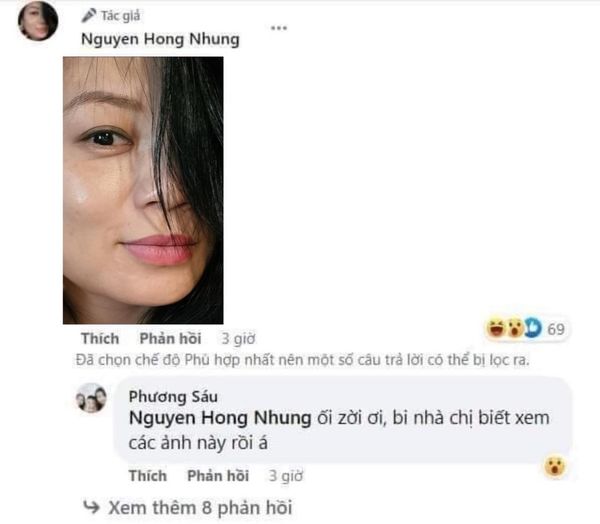 Tác giả
Nguyen Hong Nhung
Thích Phản hồi 3 giờ
69
Đã chọn chế độ Phù hợp nhất nên một số câu trả lời có thể bị lọc ra.
Phương Sáu
Nguyen Hong Nhung ối zời ơi, bi nhà chị biết xem
các ảnh này rồi á
Thích Phản hồi 3 giờ
Xem thêm 8 phản hồi